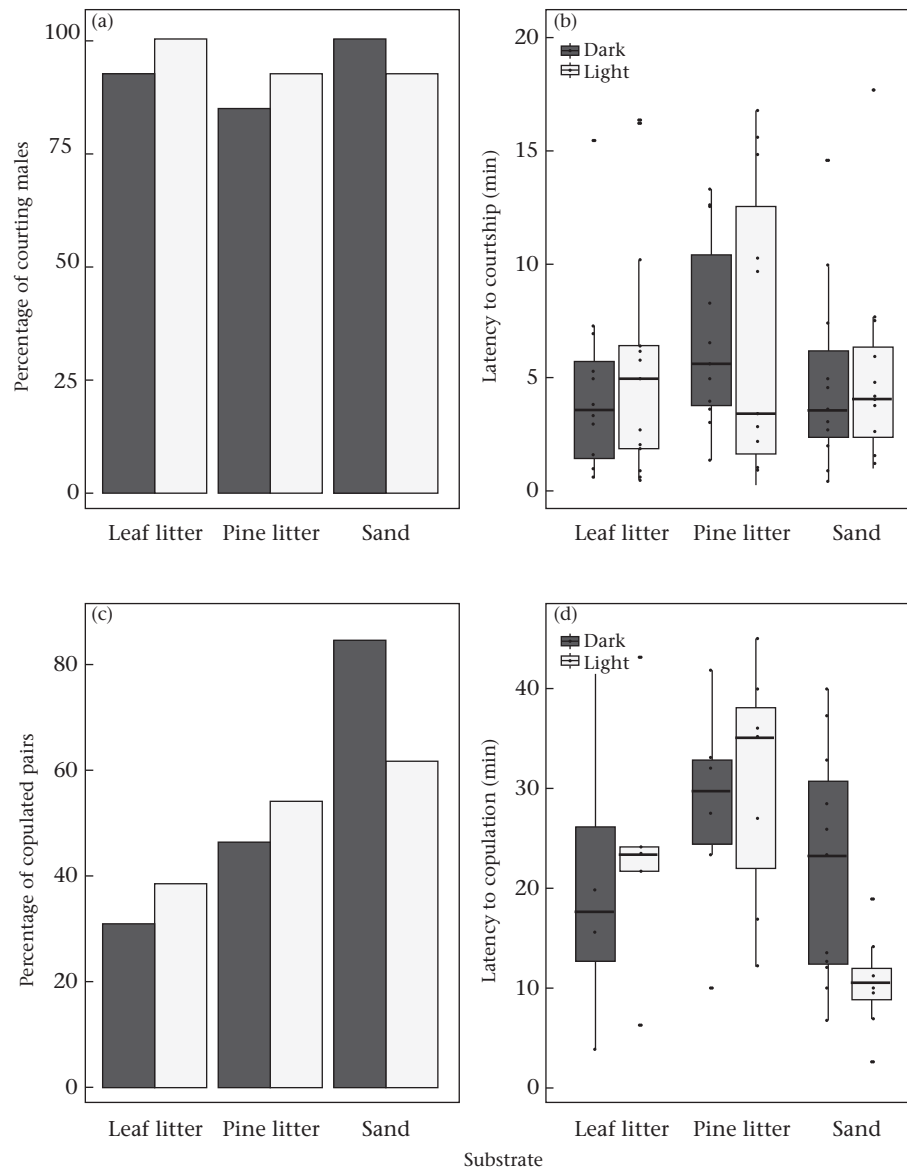 (a)
100
75
50
25
0
Percentage of courting males
Leaf litter Pine litter Sand
(b)
20
15
10
5
0
Latency to courtship (min)
Dark
Light
Leaf litter Pine litter Sand
(c)
80
60
40
20
0
Percentage of copulated pairs
Leaf litter Pine litter Sand
(d)
40
30
20
10
0
Latency to copulation (min)
Dark
Light
Leaf litter Pine litter Sand
Substrate